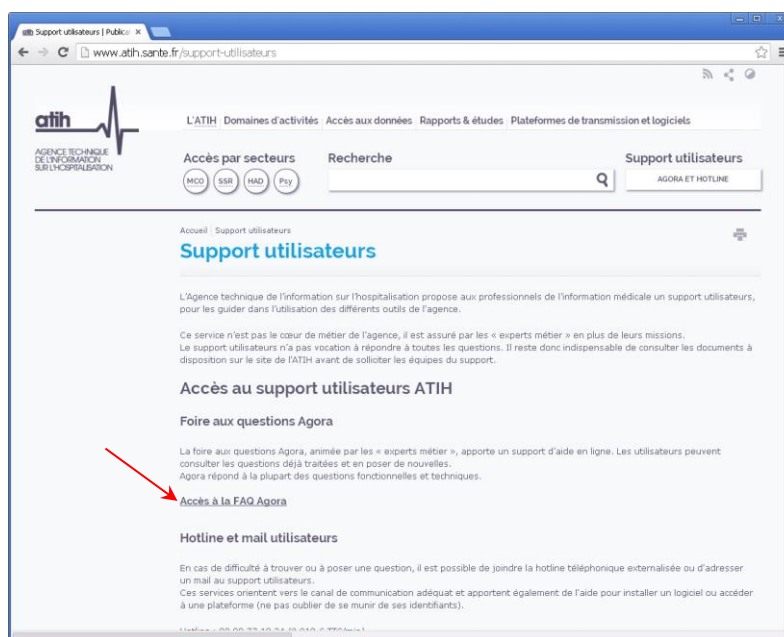 Support utilisateurs | Public
www.atih.sante.fr/support-utilisateurs
atih
AGENCE TECHNIQUE
DE L'INFORMATION
SUR L'HOSPITALISATION
L'ATIH Domaines d'activités Accès aux données Rapports & études Plateformes de transmission et logiciels
Accès par secteurs
MCO SSR HAD Psy
Recherche
Support utilisateurs
AGORA ET HOTLINE
Accueil | Support utilisateurs
Support utilisateurs
L'Agence technique de l'information sur l'hospitalisation propose aux professionnels de l'information médicale un support utilisateurs,
pour les guider dans l'utilisation des différents outils de l'agence.
Ce service n'est pas le cœur de métier de l'agence, il est assuré par les « experts métier » en plus de leurs missions.
Le support utilisateurs n'a pas vocation à répondre à toutes les questions. Il reste donc indispensable de consulter les documents à
disposition sur le site de l'ATIH avant de solliciter les équipes du support.
Accès au support utilisateurs ATIH
Foire aux questions Agora
La foire aux questions Agora, animée par les « experts métier », apporte un support d'aide en ligne. Les utilisateurs peuvent
consulter les questions déjà traitées et en poser de nouvelles.
Agora répond à la plupart des questions fonctionnelles et techniques.
Accès à la FAQ Agora
Hotline et mail utilisateurs
En cas de difficulté à trouver ou à poser une question, il est possible de joindre la hotline téléphonique externalisée ou d'adresser
un mail au support utilisateurs.
Ces services orientent vers le canal de communication adéquat et apportent également de l'aide pour installer un logiciel ou accéder
à une plateforme (ne pas oublier de se munir de ses identifiants).